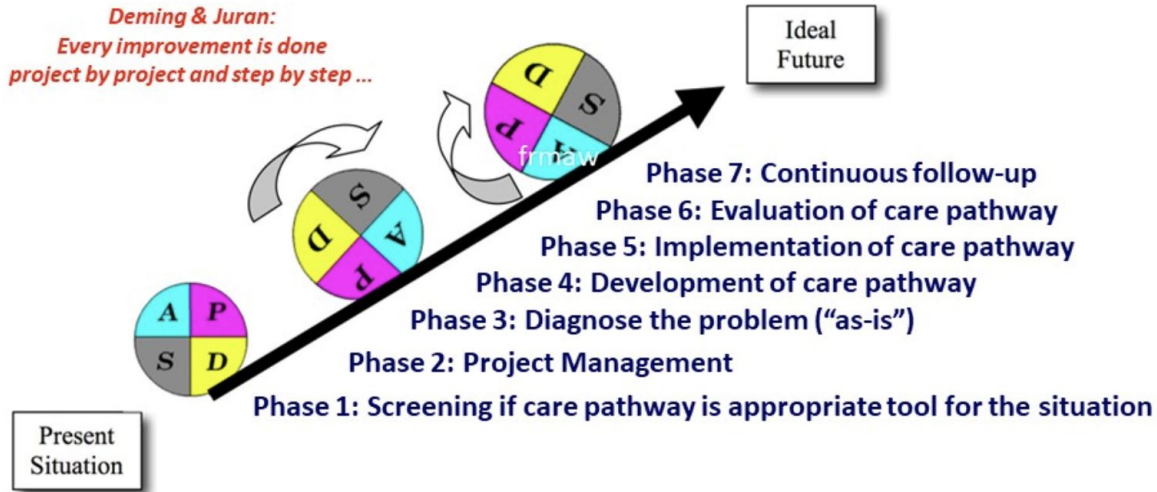 Deming & Juran:
Every improvement is done
project by project and step by step ...
Ideal
Future
D
S
P
A
frmaw
S
D
A
P
A
P
S
D
Phase 7: Continuous follow-up
Phase 6: Evaluation of care pathway
Phase 5: Implementation of care pathway
Phase 4: Development of care pathway
Phase 3: Diagnose the problem (“as-is”)
Phase 2: Project Management
Phase 1: Screening if care pathway is appropriate tool for the situation
Present
Situation